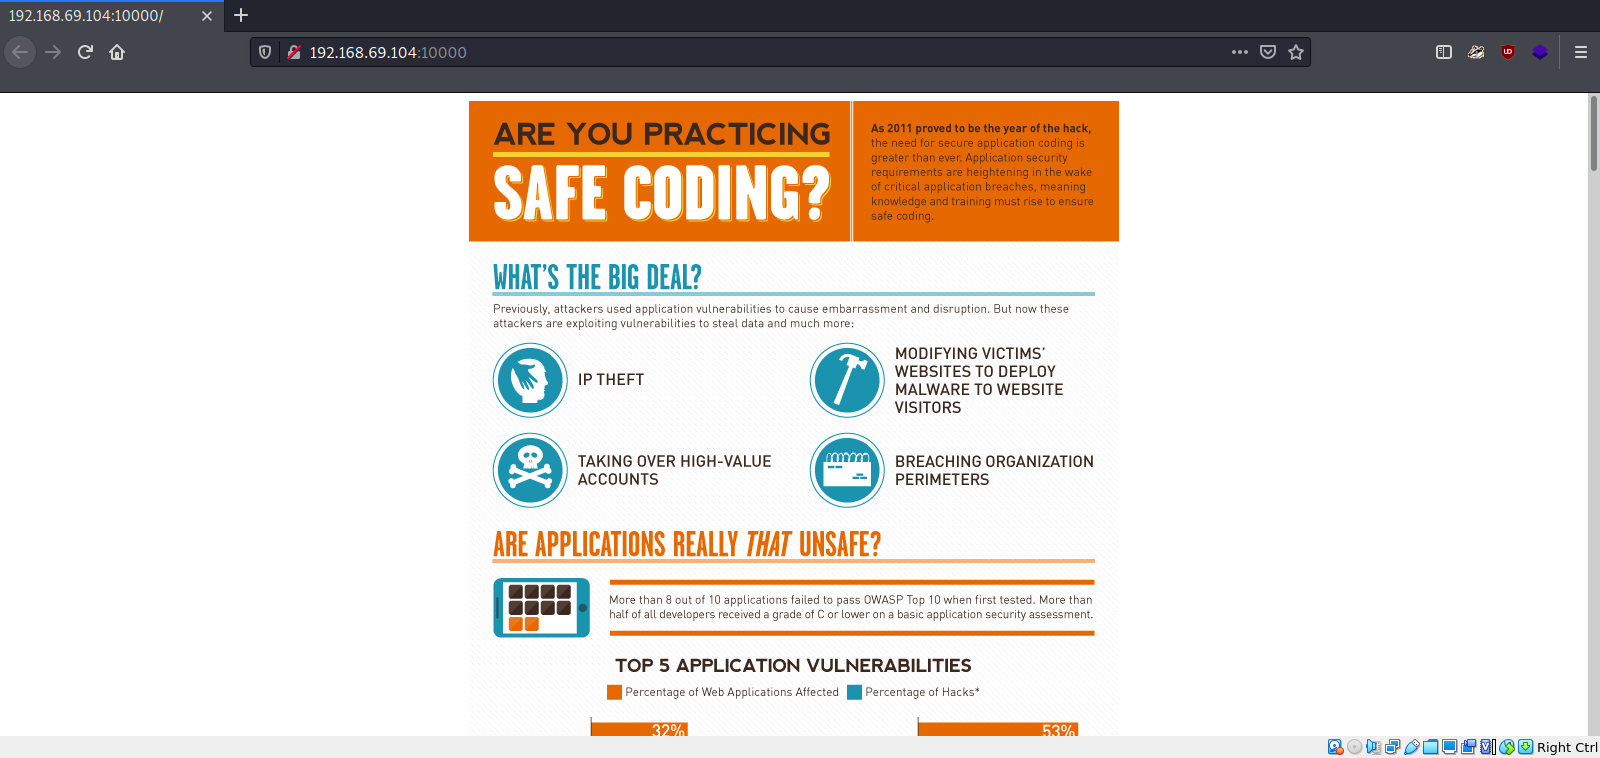 192.168.69.104:10000/
192.168.69.104:10000
ARE YOU PRACTICING
SAFE CODING?
As 2011 proved to be the year of the hack,
the need for secure application coding is
greater than ever. Application security
requirements are heightening in the wake
of critical application breaches, meaning
knowledge and training must rise to ensure
safe coding.
WHAT'S THE BIG DEAL?
Previously, attackers used application vulnerabilities to cause embarrassment and disruption. But now these
attackers are exploiting vulnerabilities to steal data and much more:
IP THEFT
MODIFYING VICTIMS'
WEBSITES TO DEPLOY
MALWARE TO WEBSITE
VISITORS
TAKING OVER HIGH-VALUE
ACCOUNTS
BREACHING ORGANIZATION
PERIMETERS
ARE APPLICATIONS REALLY THAT UNSAFE?
More than 8 out of 10 applications failed to pass OWASP Top 10 when first tested. More than
half of all developers received a grade of C or lower on a basic application security assessment.
TOP 5 APPLICATION VULNERABILITIES
Percentage of Web Applications Affected
Percentage of Hacks*
32%
53%
Right Ctrl